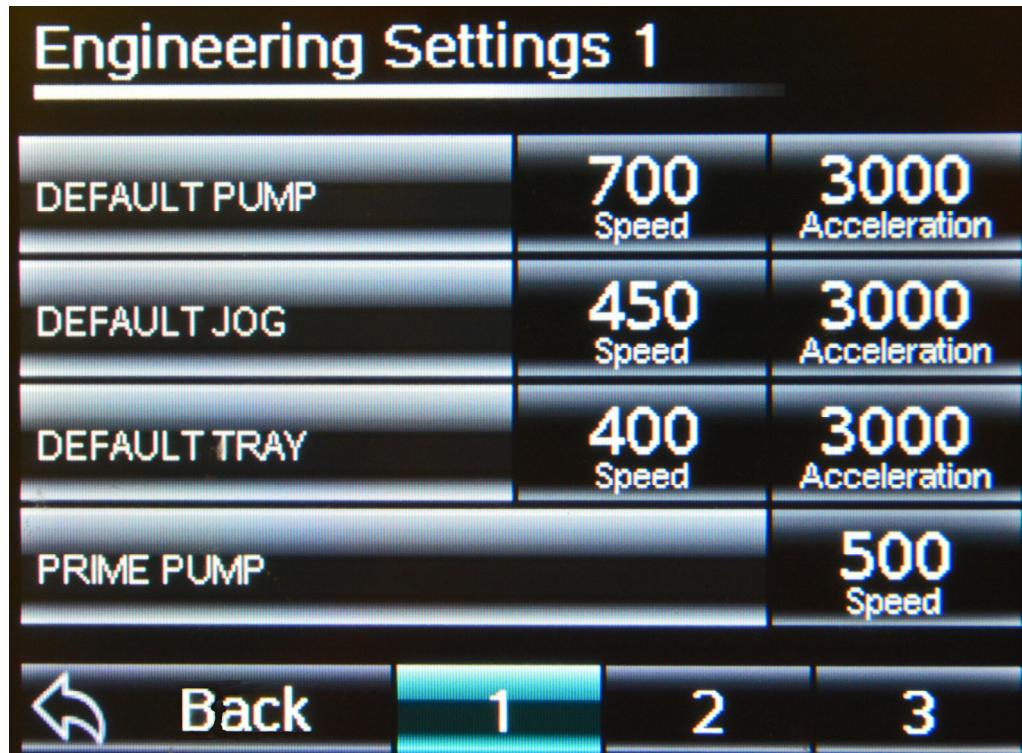 Engineering Settings 1
DEFAULT PUMP
700
Speed
3000
Acceleration
DEFAULT JOG
450
Speed
3000
Acceleration
DEFAULT TRAY
400
Speed
3000
Acceleration
PRIME PUMP
500
Speed
Back
1
2
3